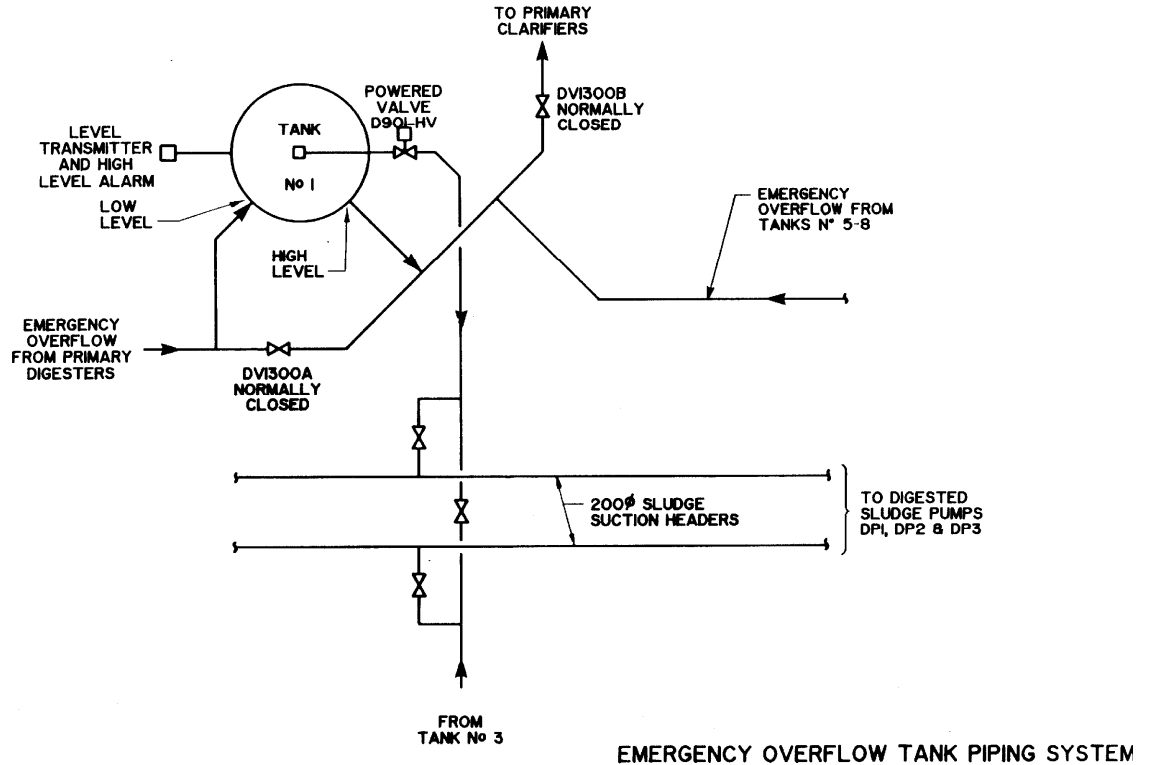 TO PRIMARY
CLARIFIERS
POWERED
VALVE
D901-HV
DV1300B
NORMALLY
CLOSED
LEVEL
TRANSMITTER
AND HIGH
LEVEL ALARM
TANK
No 1
LOW
LEVEL
HIGH
LEVEL
EMERGENCY
OVERFLOW FROM
TANKS N° 5-8
EMERGENCY
OVERFLOW
FROM PRIMARY
DIGESTERS
DV1300A
NORMALLY
CLOSED
200ø SLUDGE
SUCTION HEADERS
TO DIGESTED
SLUDGE PUMPS
DP1, DP2 & DP3
FROM
TANK No 3
EMERGENCY OVERFLOW TANK PIPING SYSTEM